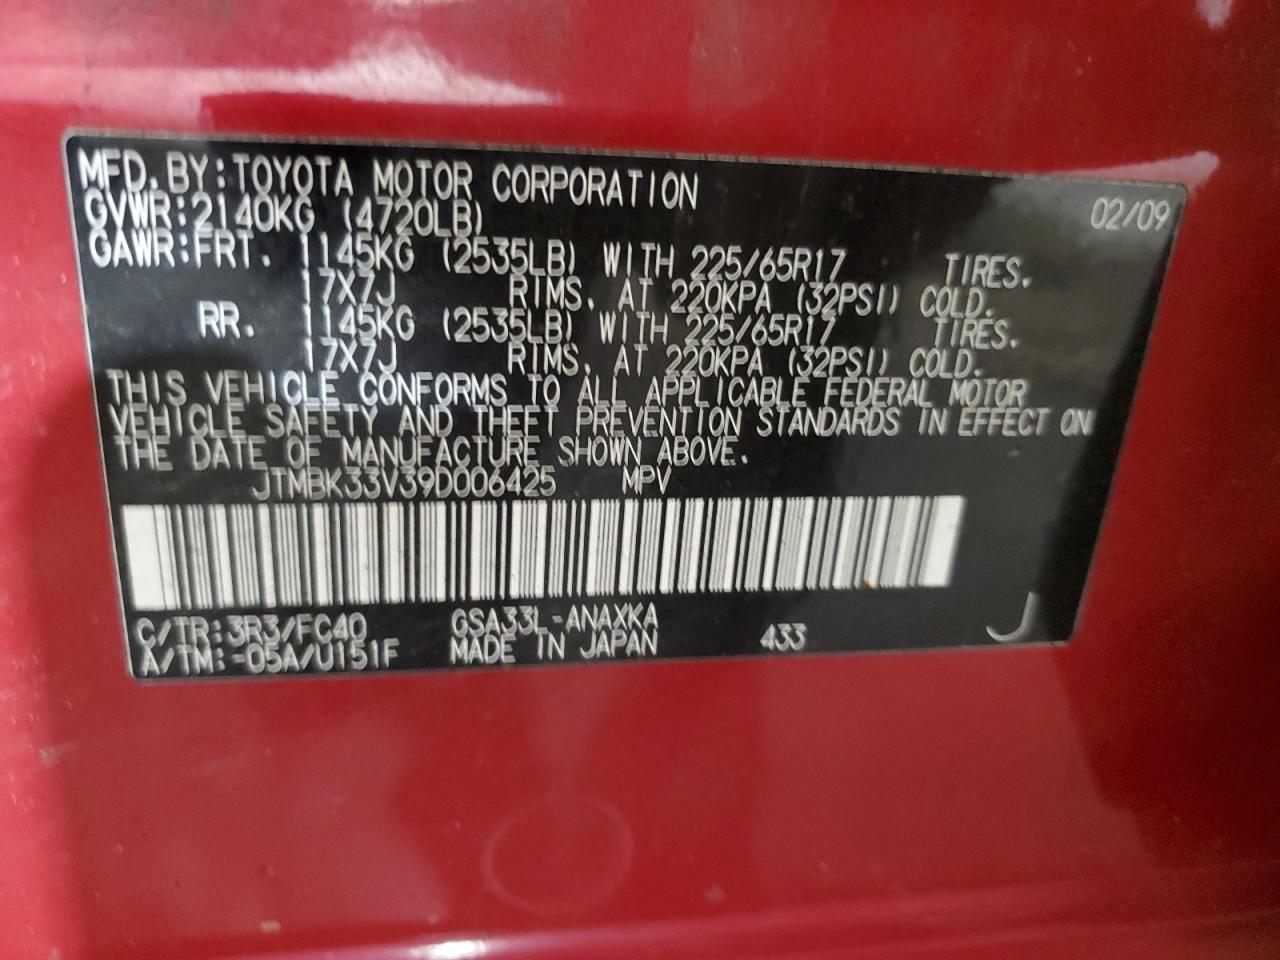 MFD.BY:TOYOTA MOTOR CORPORATION 02/09
GVWR:2140KG (4720LB)
GAWR:FRT. 1145KG (2535LB) WITH 225/65R17 TIRES.
17X7J RIMS, AT 220KPA (32PSI) COLD.
RR. 1145KG (2535LB) WITH 225/65R17 TIRES.
17X7J RIMS, AT 220KPA (32PSI) COLD.
THIS VEHICLE CONFORMS TO ALL APPLICABLE FEDERAL MOTOR
VEHICLE SAFETY AND THEFT PREVENTION STANDARDS IN EFFECT ON
THE DATE OF MANUFACTURE SHOWN ABOVE.
JTMBK33V39D006425 MPV
C/TR:3R3/FC40 GSA33L-ANAXKA
A/TM:-05A/U151F MADE IN JAPAN 433 J